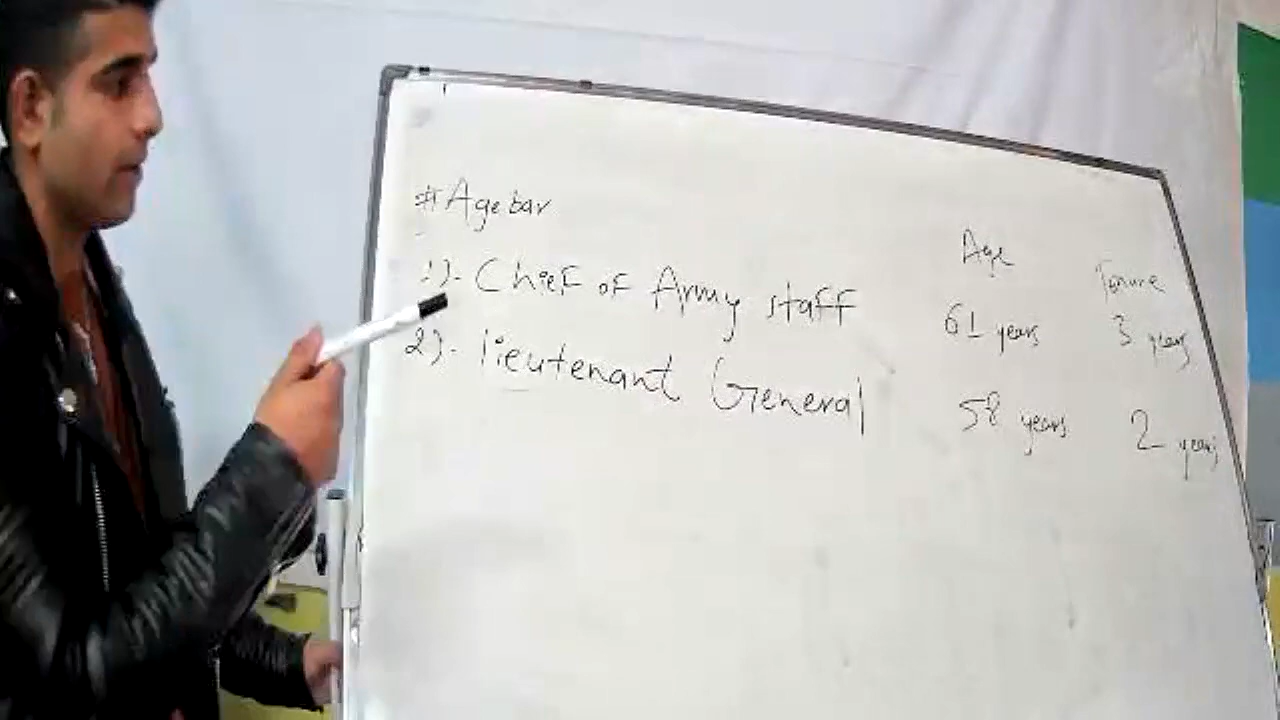 #Age bar
Age Tenure
1). Chief of Army staff 61 years 3 years
2). lieutenant General 58 years 2 years